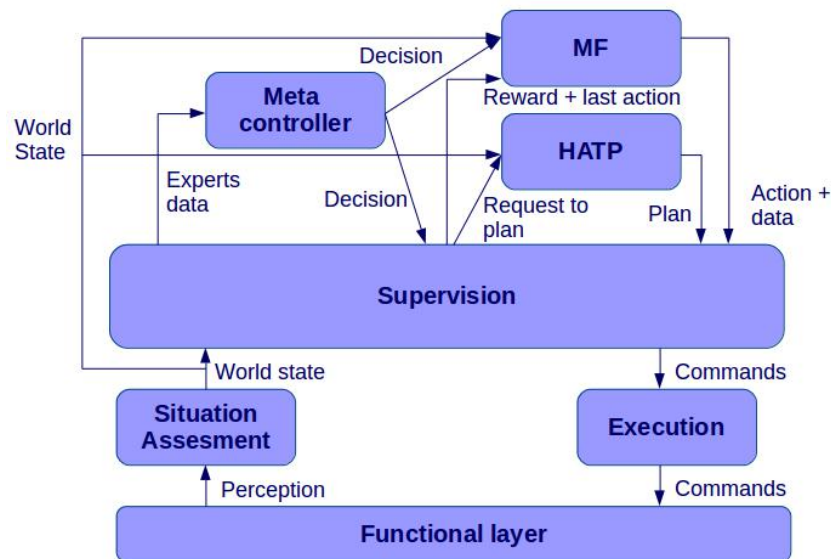 MF
Decision
Meta
controller
Reward + last action
World
State
HATP
Experts
data
Decision
Request to
plan
Plan
Action +
data
Supervision
World state
Commands
Situation
Assesment
Execution
Perception
Commands
Functional layer